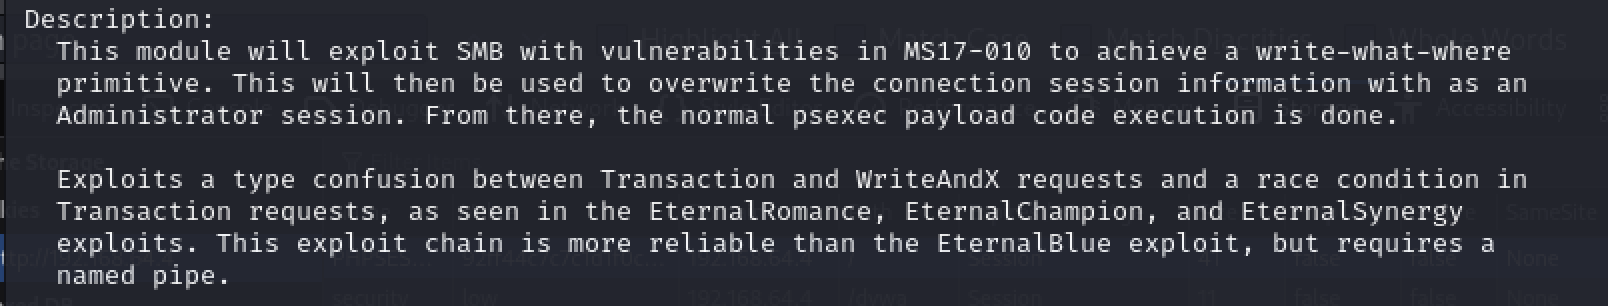 Description:
This module will exploit SMB with vulnerabilities in MS17-010 to achieve a write-what-where
primitive. This will then be used to overwrite the connection session information with as an
Administrator session. From there, the normal psexec payload code execution is done.
Exploits a type confusion between Transaction and WriteAndX requests and a race condition in
Transaction requests, as seen in the EternalRomance, EternalChampion, and EternalSynergy
exploits. This exploit chain is more reliable than the EternalBlue exploit, but requires a
named pipe.